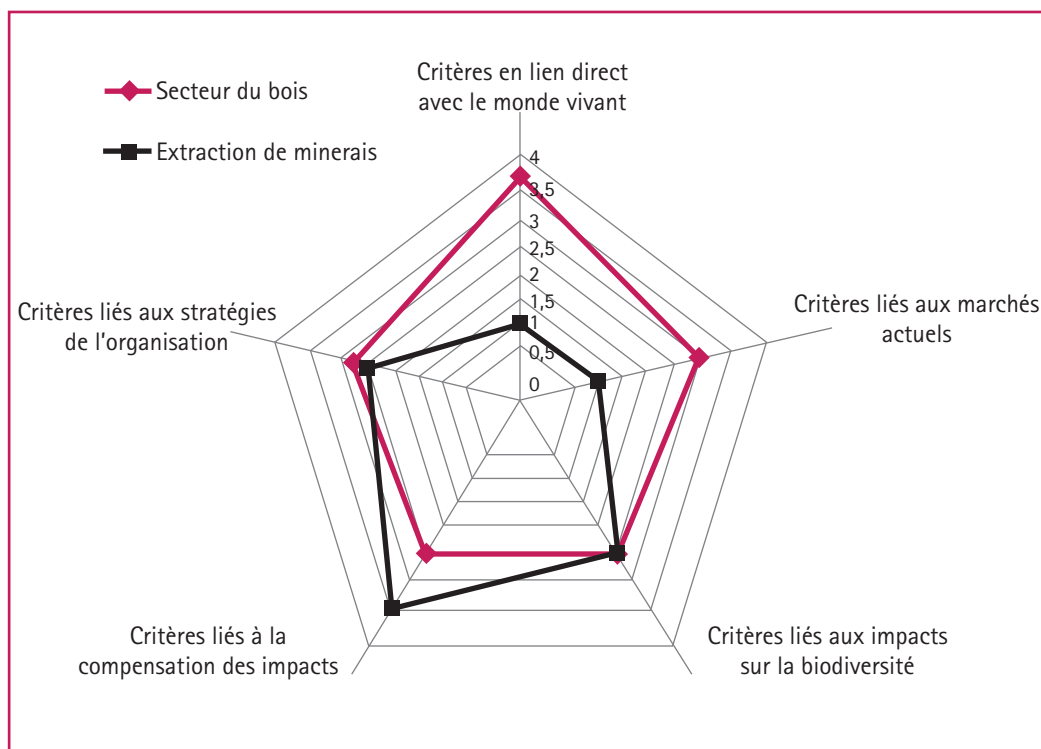 Secteur du bois
Extraction de minerais
Critères en lien direct
avec le monde vivant
4
3,5
3
2,5
2
1,5
1
0,5
0
Critères liés aux marchés
actuels
Critères liés aux stratégies
de l'organisation
Critères liés à la
compensation des impacts
Critères liés aux impacts
sur la biodiversité